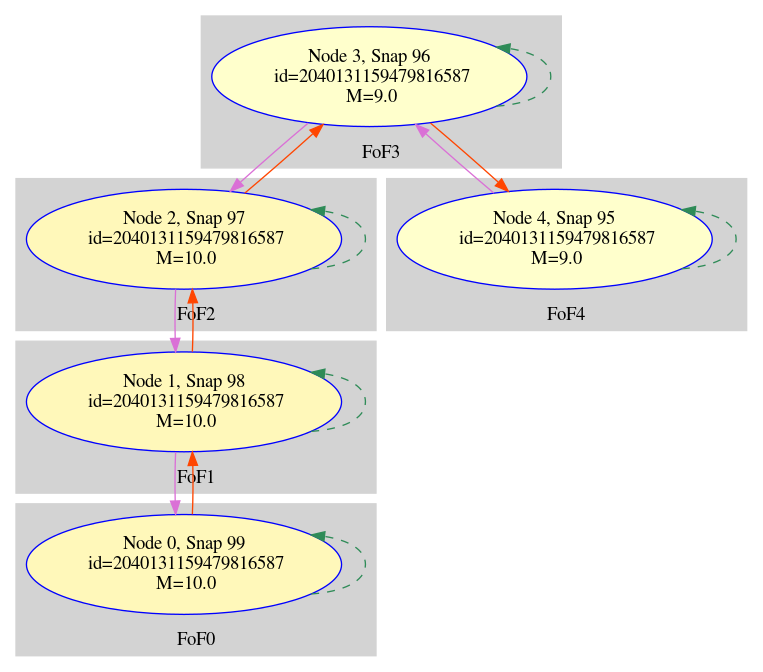 Node 3, Snap 96
id=2040131159479816587
M=9.0
FoF3
Node 2, Snap 97
id=2040131159479816587
M=10.0
FoF2
Node 4, Snap 95
id=2040131159479816587
M=9.0
FoF4
Node 1, Snap 98
id=2040131159479816587
M=10.0
FoF1
Node 0, Snap 99
id=2040131159479816587
M=10.0
FoF0